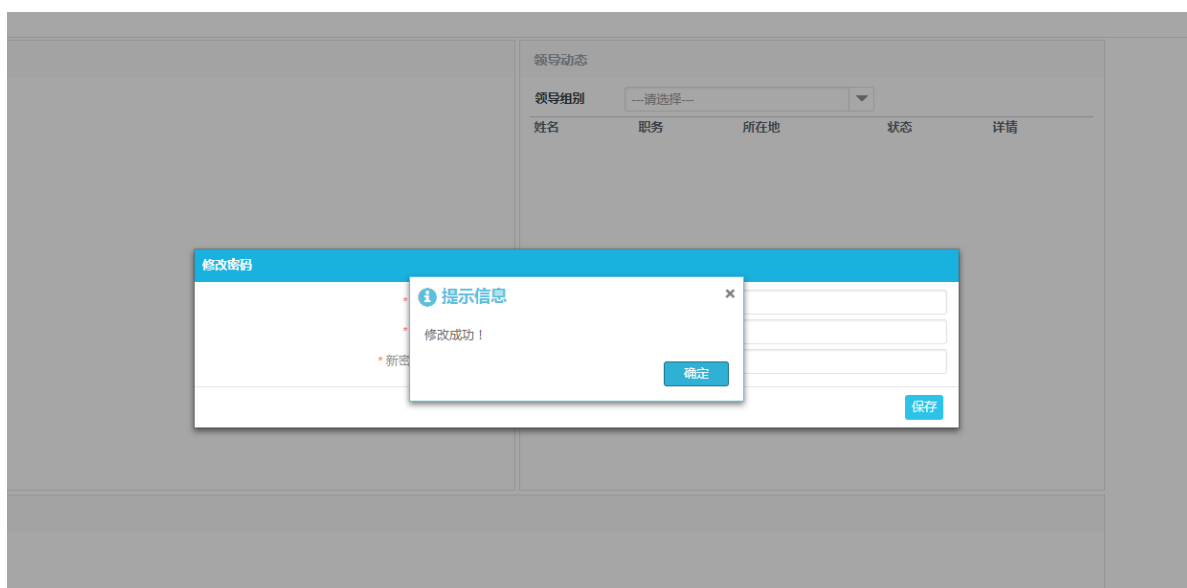 领导动态
领导组别 ---请选择---
姓名 职务 所在地 状态 详情
修改密码
提示信息
修改成功！
*
*
*新密
确定
保存